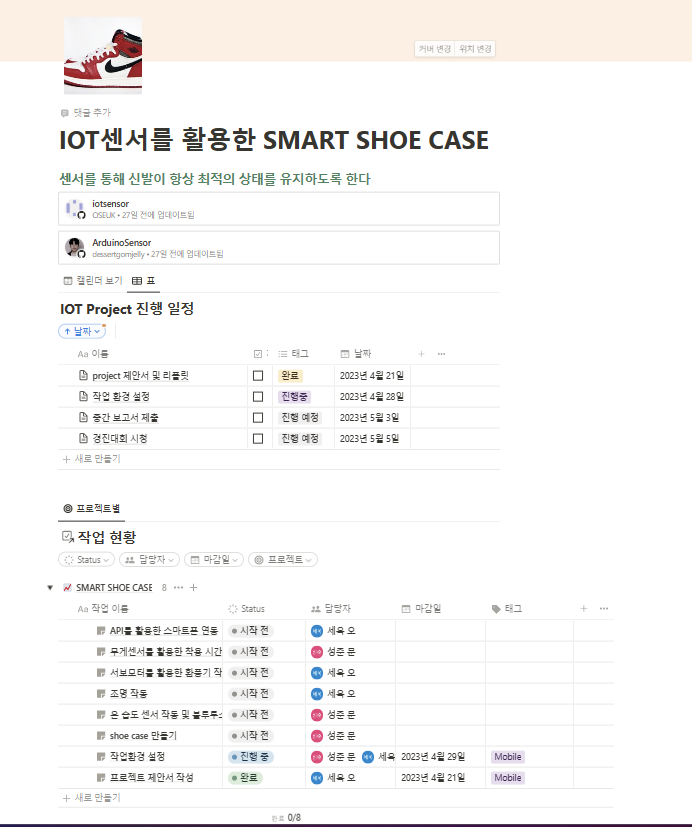 커버 변경 위치 변경
댓글 추가
IOT센서를 활용한 SMART SHOE CASE
센서를 통해 신발이 항상 최적의 상태를 유지하도록 한다
iotsensor
OSEUK • 27일 전에 업데이트됨
ArduinoSensor
dessertgomjelly • 27일 전에 업데이트됨
캘린더 보기 표
IOT Project 진행 일정
날짜
Aa 이름 태그 날짜
project 제안서 및 리플릿 완료 2023년 4월 21일
작업 환경 설정 진행중 2023년 4월 28일
중간 보고서 제출 진행 예정 2023년 5월 3일
경진대회 시청 진행 예정 2023년 5월 5일
새로 만들기
프로젝트별
작업 현황
Status 담당자 마감일 프로젝트
SMART SHOE CASE 8
Aa 작업 이름 Status 담당자 마감일 태그
API를 활용한 스마트폰 연동 시작 전 세욱 오
무게센서를 활용한 착용 시간 시작 전 성준 문
서보모터를 활용한 환풍기 작 시작 전 세욱 오
조명 작동 시작 전 세욱 오
온 습도 센서 작동 및 블루투스 시작 전 성준 문
shoe case 만들기 시작 전 성준 문
작업환경 설정 진행 중 성준 문 세욱 2023년 4월 29일 Mobile
프로젝트 제안서 작성 완료 세욱 오 2023년 4월 21일 Mobile
새로 만들기
완료 0/8